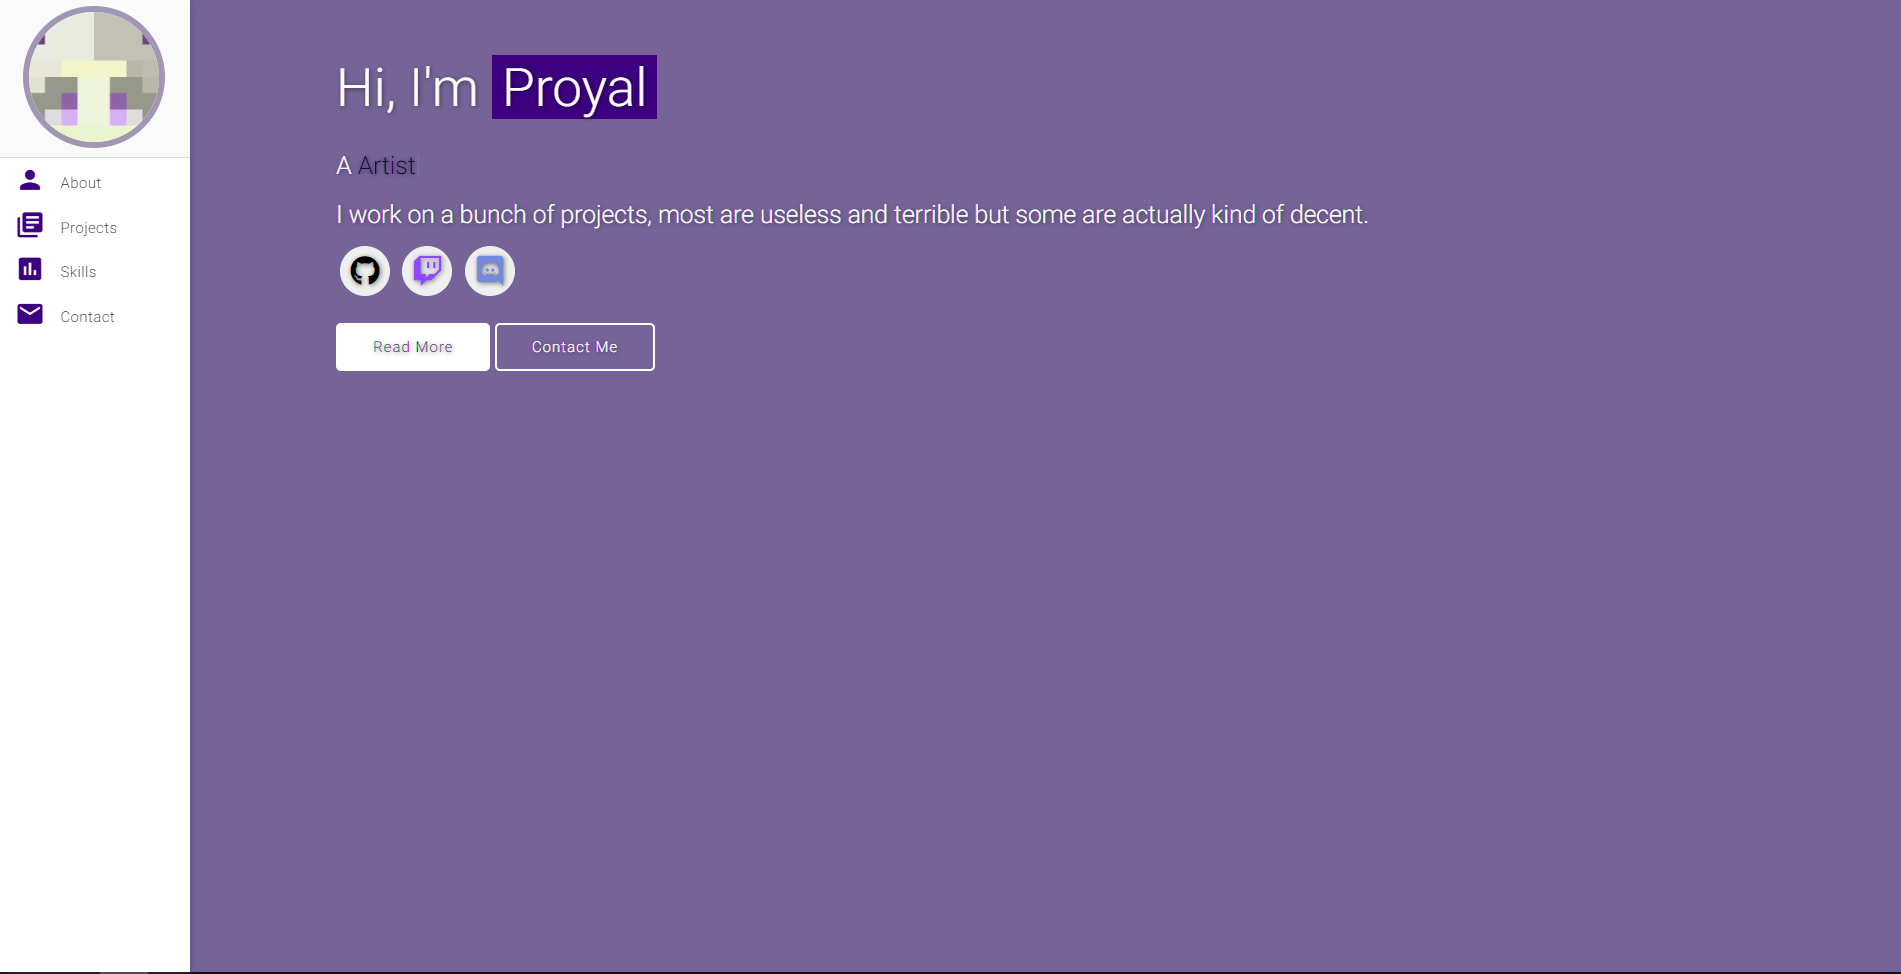 About
Projects
Skills
Contact
Hi, I'm Proyal
A Artist
I work on a bunch of projects, most are useless and terrible but some are actually kind of decent.
Read More
Contact Me